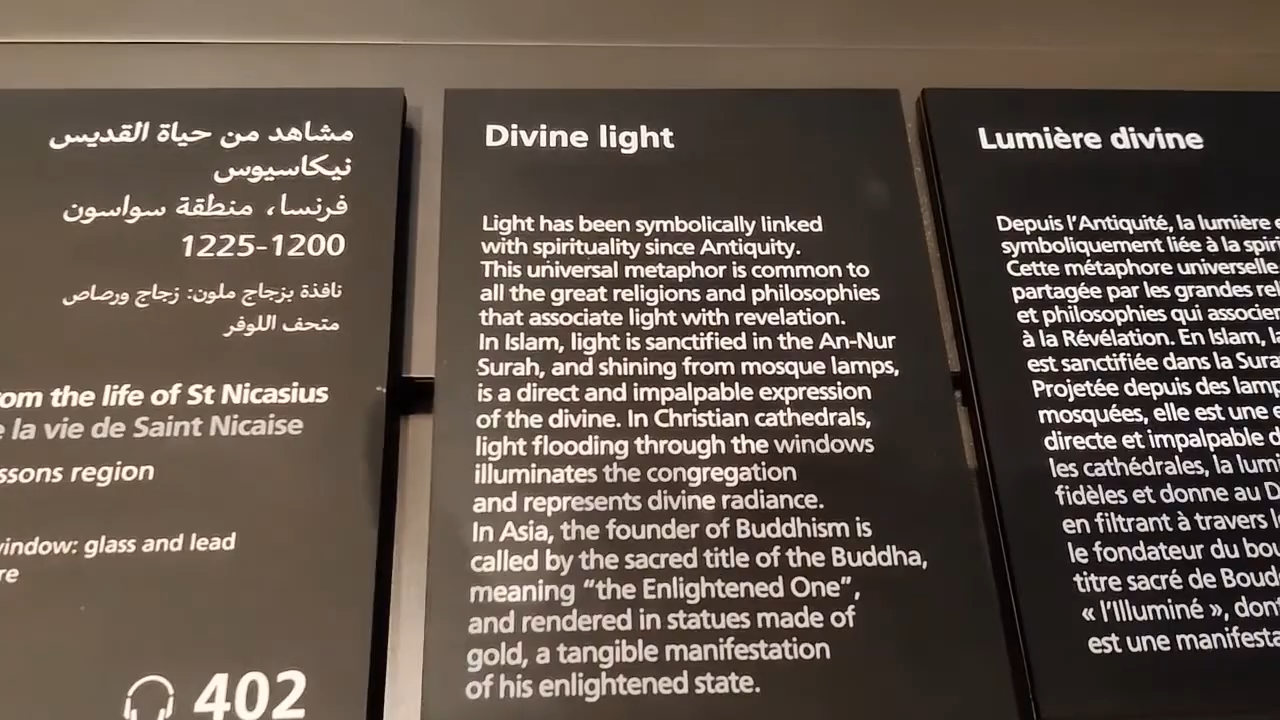 مشاهد من حياة القديس
نيكاسيوس
فرنسا، منطقة سواسون
1225-1200
نافذة بزجاج ملون: زجاج ورصاص
متحف اللوفر
om the life of St Nicasius
la vie de Saint Nicaise
ssons region
window: glass and lead
re
402
Divine light
Light has been symbolically linked
with spirituality since Antiquity.
This universal metaphor is common to
all the great religions and philosophies
that associate light with revelation.
In Islam, light is sanctified in the An-Nur
Surah, and shining from mosque lamps,
is a direct and impalpable expression
of the divine. In Christian cathedrals,
light flooding through the windows
illuminates the congregation
and represents divine radiance.
In Asia, the founder of Buddhism is
called by the sacred title of the Buddha,
meaning “the Enlightened One”,
and rendered in statues made of
gold, a tangible manifestation
of his enlightened state.
Lumière divine
Depuis l'Antiquité, la lumière e
symboliquement liée à la spiri
Cette métaphore universelle
partagée par les grandes rel
et philosophies qui associen
à la Révélation. En Islam, la
est sanctifiée dans la Sura
Projetée depuis des lamp
mosquées, elle est une e
directe et impalpable d
les cathédrales, la lumi
fidèles et donne au D
en filtrant à travers l
le fondateur du bou
titre sacré de Boud
« l'Illuminé », don
est une manifesta